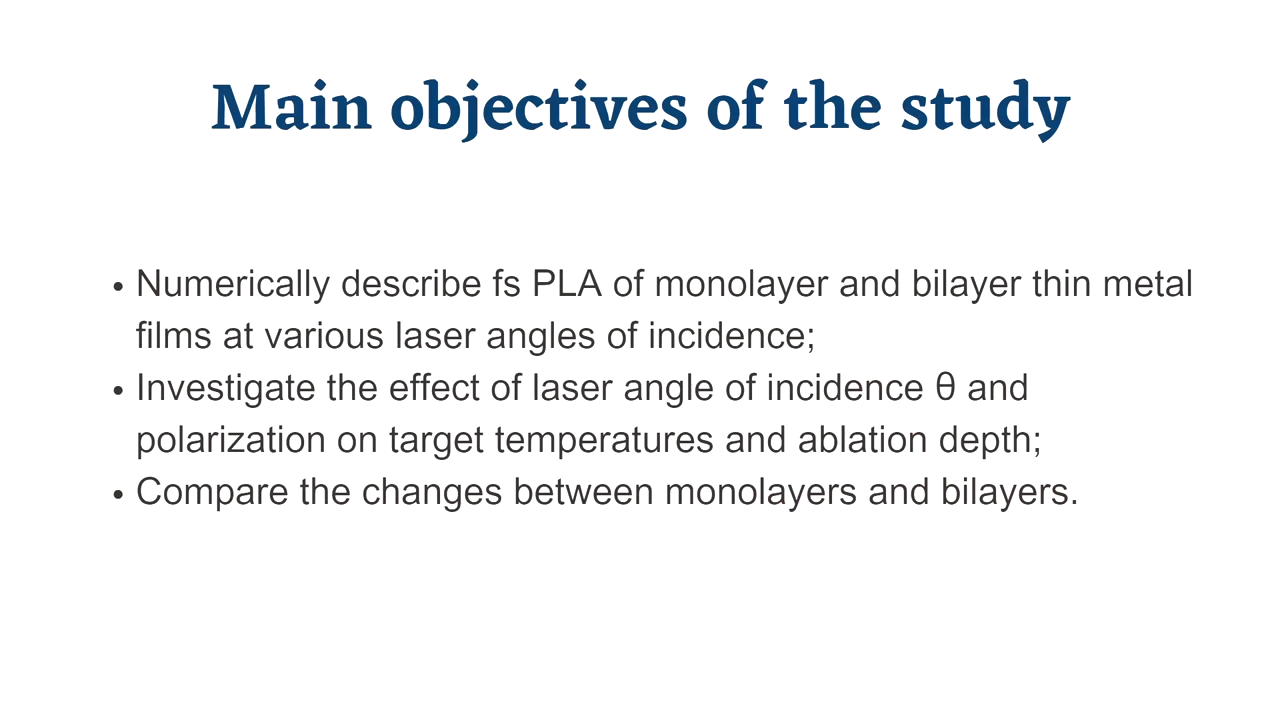 Main objectives of the study
• Numerically describe fs PLA of monolayer and bilayer thin metal
films at various laser angles of incidence;
• Investigate the effect of laser angle of incidence θ and
polarization on target temperatures and ablation depth;
• Compare the changes between monolayers and bilayers.